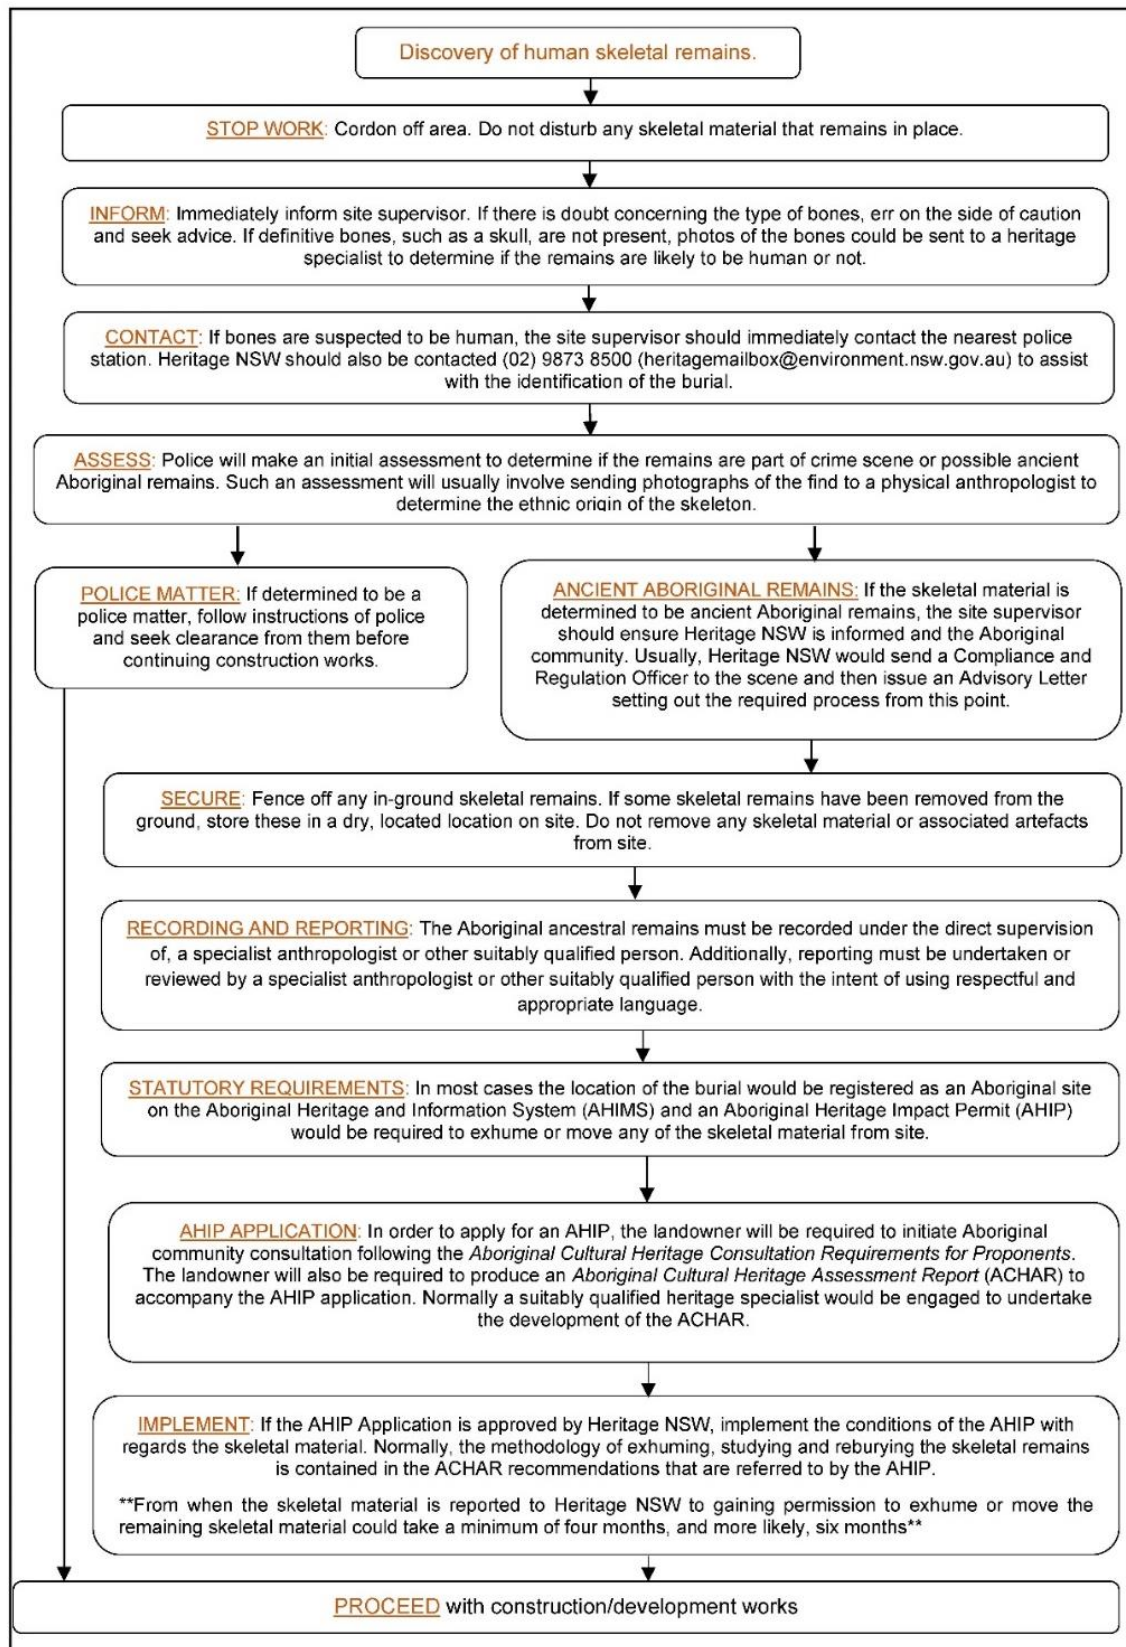 Discovery of human skeletal remains.
STOP WORK: Cordon off area. Do not disturb any skeletal material that remains in place.
INFORM: Immediately inform site supervisor. If there is doubt concerning the type of bones, err on the side of caution
and seek advice. If definitive bones, such as a skull, are not present, photos of the bones could be sent to a heritage
specialist to determine if the remains are likely to be human or not.
CONTACT: If bones are suspected to be human, the site supervisor should immediately contact the nearest police
station. Heritage NSW should also be contacted (02) 9873 8500 (heritagemailbox@environment.nsw.gov.au) to assist
with the identification of the burial.
ASSESS: Police will make an initial assessment to determine if the remains are part of crime scene or possible ancient
Aboriginal remains. Such an assessment will usually involve sending photographs of the find to a physical anthropologist to
determine the ethnic origin of the skeleton.
POLICE MATTER: If determined to be a
police matter, follow instructions of police
and seek clearance from them before
continuing construction works.
ANCIENT ABORIGINAL REMAINS: If the skeletal material is
determined to be ancient Aboriginal remains, the site supervisor
should ensure Heritage NSW is informed and the Aboriginal
community. Usually, Heritage NSW would send a Compliance and
Regulation Officer to the scene and then issue an Advisory Letter
setting out the required process from this point.
SECURE: Fence off any in-ground skeletal remains. If some skeletal remains have been removed from the
ground, store these in a dry, located location on site. Do not remove any skeletal material or associated artefacts
from site.
RECORDING AND REPORTING: The Aboriginal ancestral remains must be recorded under the direct supervision
of, a specialist anthropologist or other suitably qualified person. Additionally, reporting must be undertaken or
reviewed by a specialist anthropologist or other suitably qualified person with the intent of using respectful and
appropriate language.
STATUTORY REQUIREMENTS: In most cases the location of the burial would be registered as an Aboriginal site
on the Aboriginal Heritage and Information System (AHIMS) and an Aboriginal Heritage Impact Permit (AHIP)
would be required to exhume or move any of the skeletal material from site.
AHIP APPLICATION: In order to apply for an AHIP, the landowner will be required to initiate Aboriginal
community consultation following the Aboriginal Cultural Heritage Consultation Requirements for Proponents.
The landowner will also be required to produce an Aboriginal Cultural Heritage Assessment Report (ACHAR) to
accompany the AHIP application. Normally a suitably qualified heritage specialist would be engaged to undertake
the development of the ACHAR.
IMPLEMENT: If the AHIP Application is approved by Heritage NSW, implement the conditions of the AHIP with
regards the skeletal material. Normally, the methodology of exhuming, studying and reburying the skeletal remains
is contained in the ACHAR recommendations that are referred to by the AHIP.
**From when the skeletal material is reported to Heritage NSW to gaining permission to exhume or move the
remaining skeletal material could take a minimum of four months, and more likely, six months**
PROCEED with construction/development works